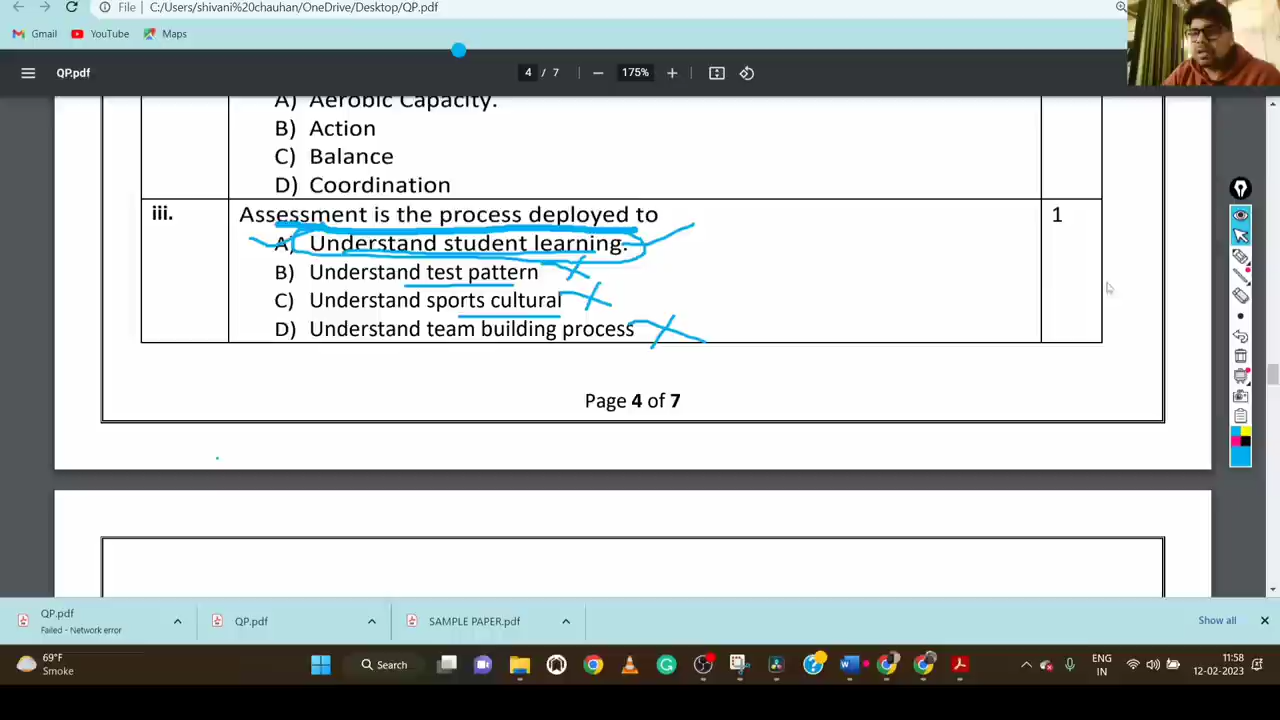 File
C:/Users/shivani%20chauhan/OneDrive/Desktop/QP.pdf
Gmail
YouTube
Maps
QP.pdf
4 / 7
175%
A) Aerobic Capacity.
B) Action
C) Balance
D) Coordination
iii.
Assessment is the process deployed to
1
A) Understand student learning.
B) Understand test pattern
C) Understand sports cultural
D) Understand team building process
Page 4 of 7
QP.pdf
Failed - Network error
QP.pdf
SAMPLE PAPER.pdf
Show all
69°F
Smoke
Search
ENG
IN
11:58
12-02-2023